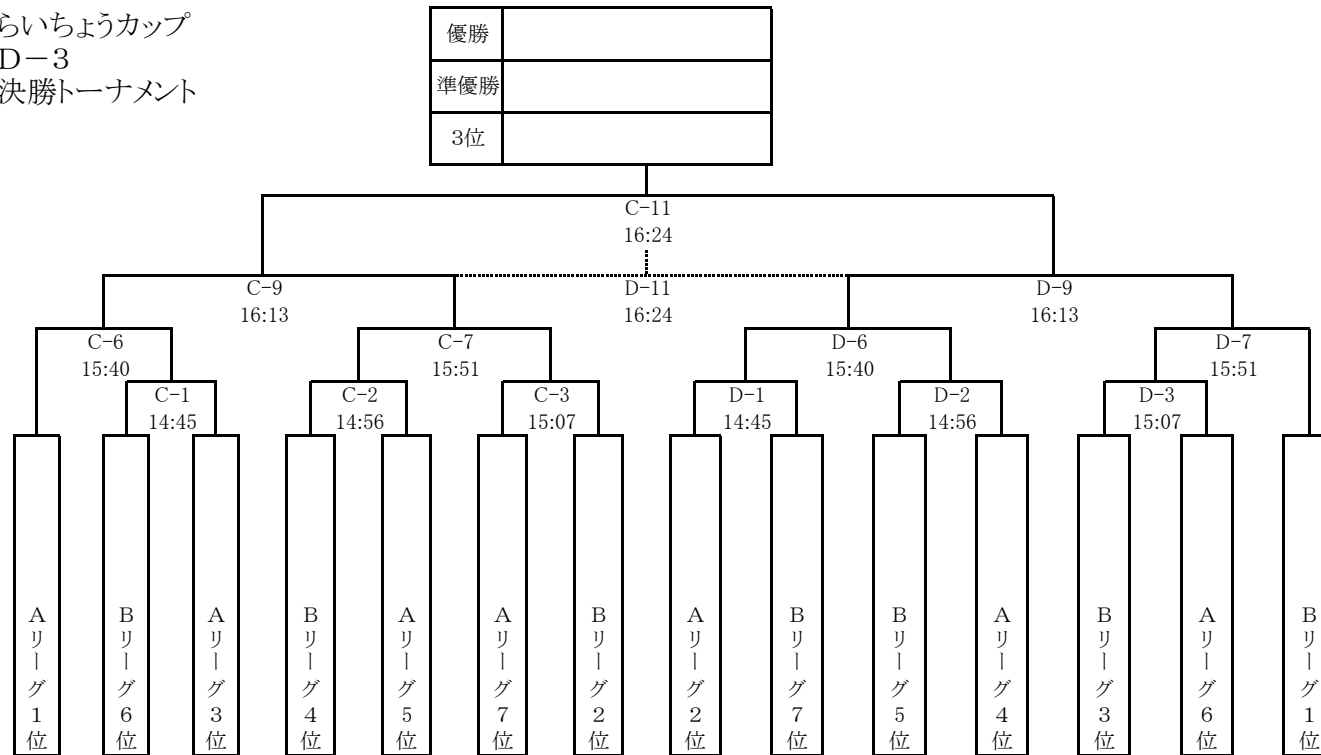 らいちょうカップ
D－3
決勝トーナメント
優勝
準優勝
3位
C-11
16:24
C-9
16:13
D-11
16:24
D-9
16:13
C-6
15:40
C-7
15:51
D-6
15:40
D-7
15:51
C-1
14:45
C-2
14:56
C-3
15:07
D-1
14:45
D-2
14:56
D-3
15:07
Aリーグ1位
Bリーグ6位
Aリーグ3位
Bリーグ4位
Aリーグ5位
Aリーグ7位
Bリーグ2位
Aリーグ2位
Bリーグ7位
Bリーグ5位
Aリーグ4位
Bリーグ3位
Aリーグ6位
Bリーグ1位